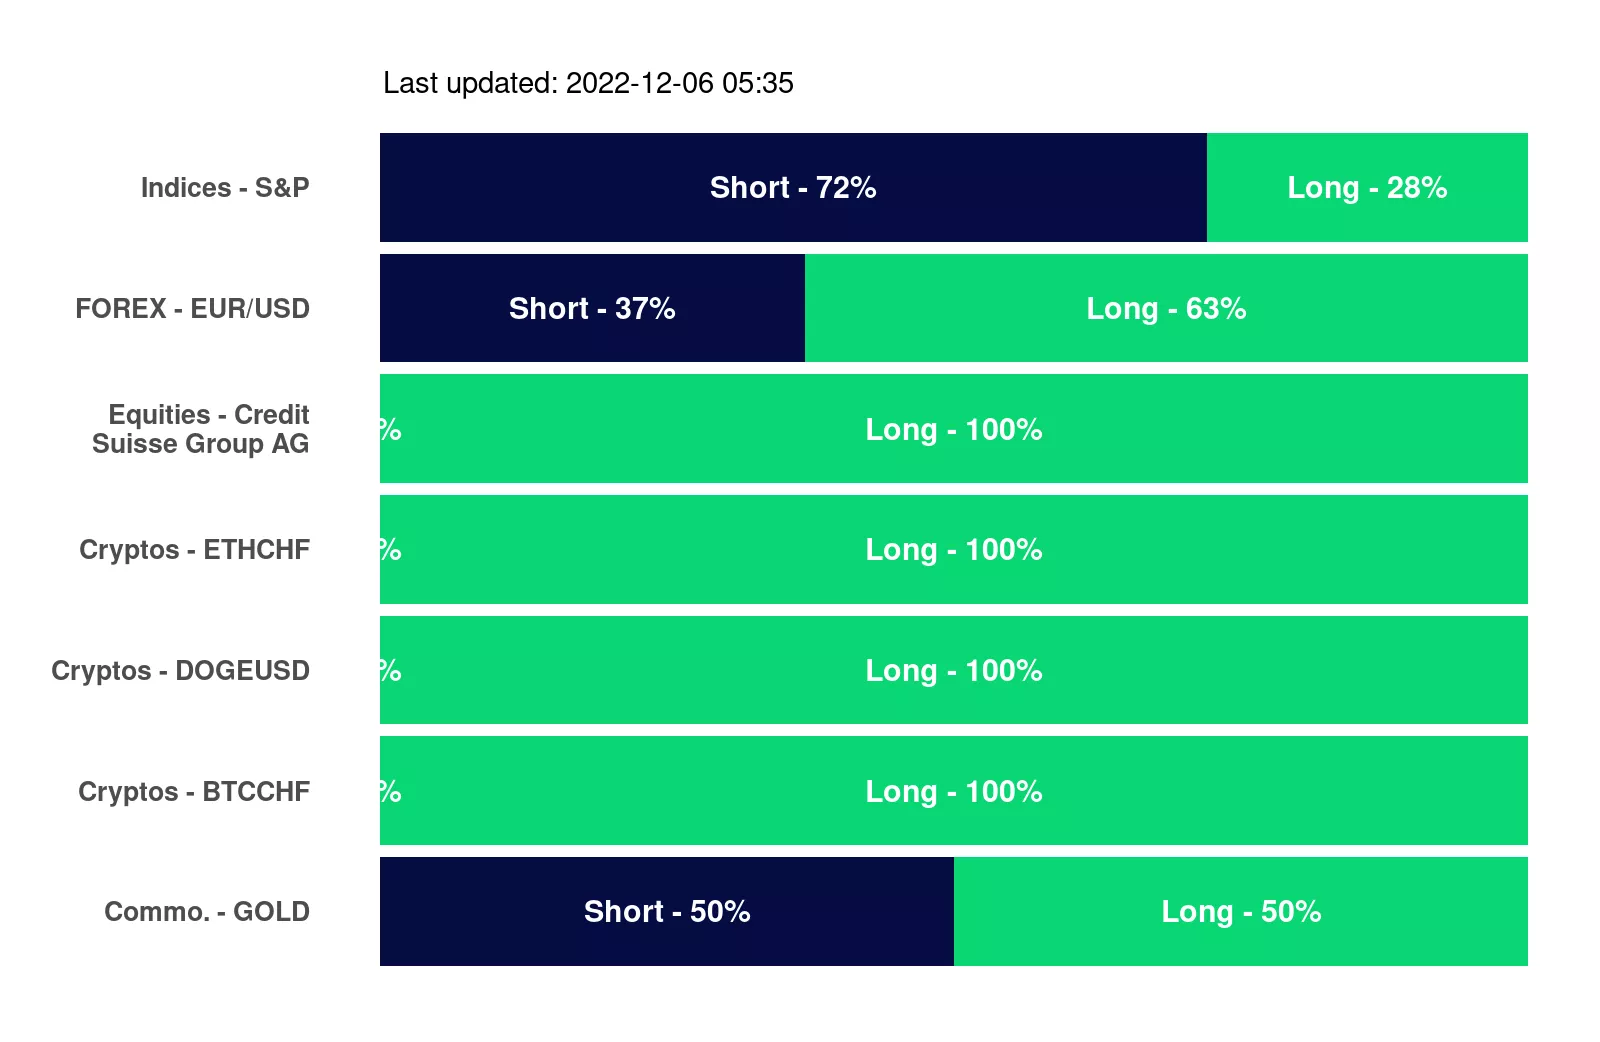 Last updated: 2022-12-06 05:35
Indices - S&P
Short - 72%
Long - 28%
FOREX - EUR/USD
Short - 37%
Long - 63%
Equities - Credit
Suisse Group AG
%
Long - 100%
Cryptos - ETHCHF
%
Long - 100%
Cryptos - DOGEUSD
%
Long - 100%
Cryptos - BTCCHF
%
Long - 100%
Commo. - GOLD
Short - 50%
Long - 50%